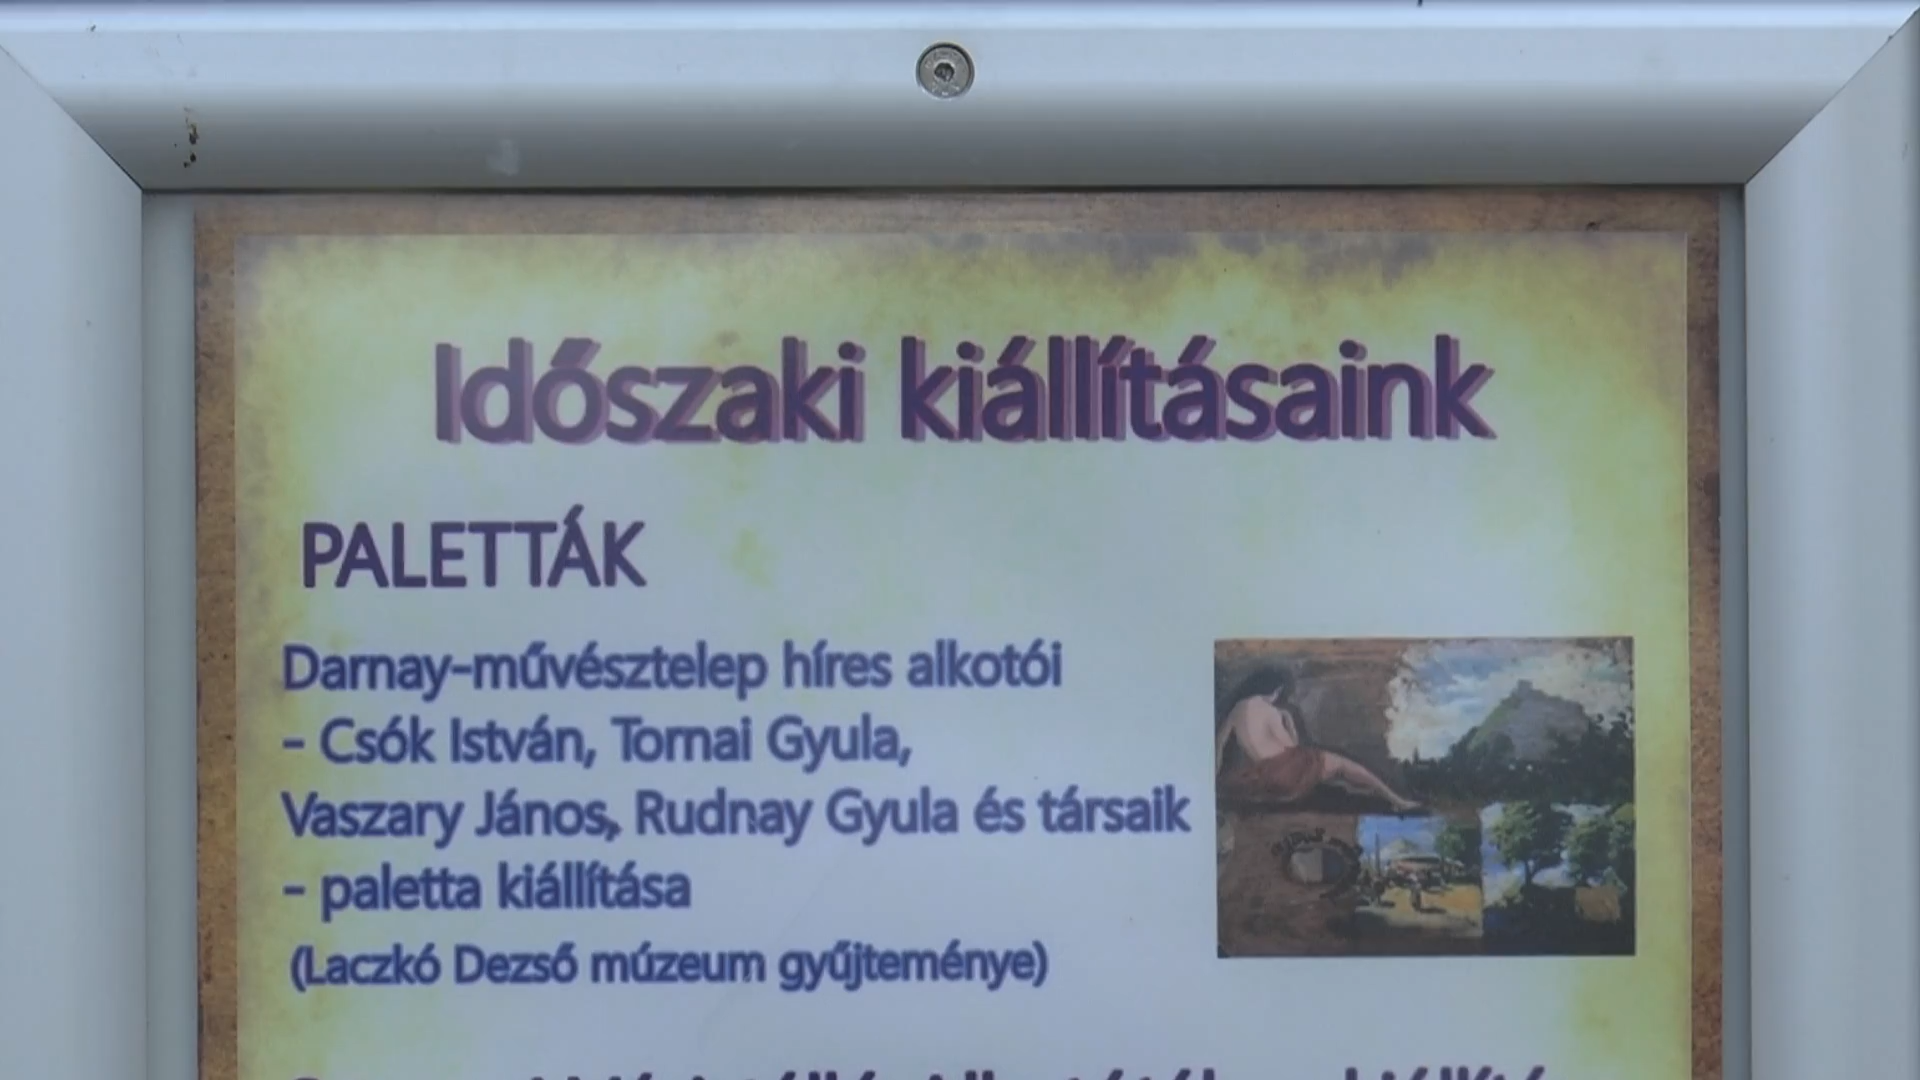 Időszaki kiállításaink
PALETTÁK
Darnay-művésztelep híres alkotói
- Csók István, Tornai Gyula,
Vaszary János, Rudnay Gyula és társaik
- paletta kiállítása
(Laczkó Dezső múzeum gyűjteménye)